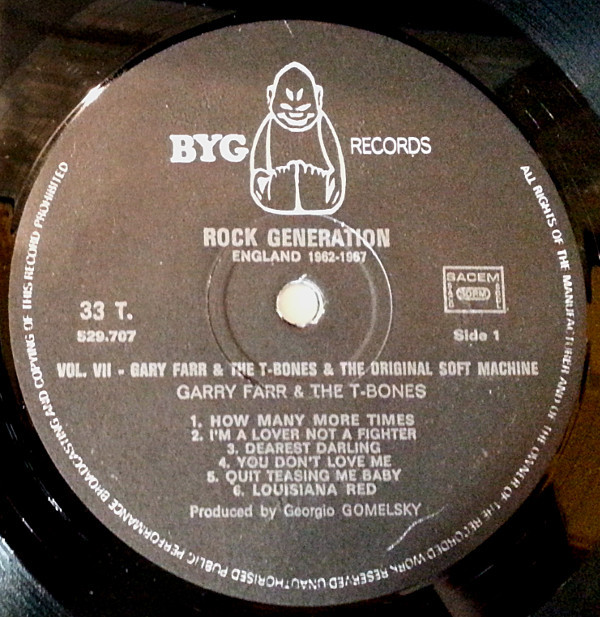 BYG RECORDS
ROCK GENERATION
ENGLAND 1962-1967
33 T.
529.707
SACEM
SACD
SDRM
SGDL
Side 1
VOL. VII - GARY FARR & THE T-BONES & THE ORIGINAL SOFT MACHINE
GARRY FARR & THE T-BONES
1. HOW MANY MORE TIMES
2. I'M A LOVER NOT A FIGHTER
3. DEAREST DARLING
4. YOU DON'T LOVE ME
5. QUIT TEASING ME BABY
6. LOUISIANA RED
Produced by Georgio GOMELSKY
ALL RIGHTS OF THE MANUFACTURER AND OF THE OWNER OF THE RECORDED WORK RESERVED UNAUTHORISED PUBLIC PERFORMANCE BROADCASTING AND COPYING OF THIS RECORD PROHIBITED